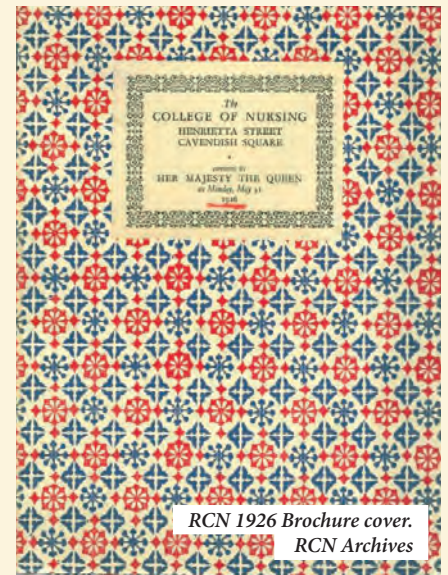 The
COLLEGE OF NURSING
HENRIETTA STREET
CAVENDISH SQUARE
OPENED BY
HER MAJESTY THE QUEEN
on Monday, May 31
1926
RCN 1926 Brochure cover.
RCN Archives